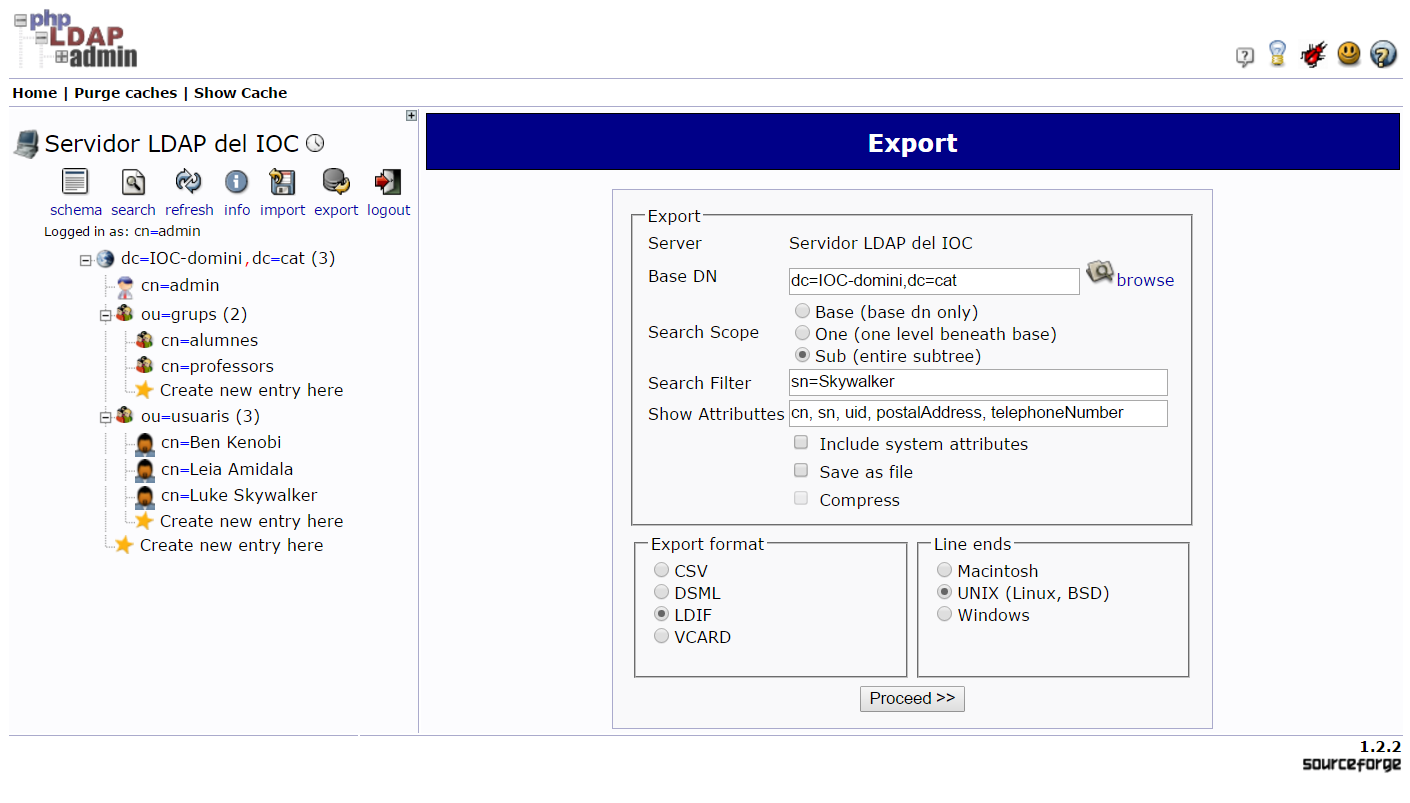 php
LDAP
admin
Home | Purge caches | Show Cache
Servidor LDAP del IOC
schema search refresh info import export logout
Logged in as: cn=admin
dc=IOC-domini,dc=cat (3)
cn=admin
ou=grups (2)
cn=alumnes
cn=professors
Create new entry here
ou=usuaris (3)
cn=Ben Kenobi
cn=Leia Amidala
cn=Luke Skywalker
Create new entry here
Create new entry here
Export
Export
Server Servidor LDAP del IOC
Base DN dc=IOC-domini,dc=cat browse
Search Scope
Base (base dn only)
One (one level beneath base)
Sub (entire subtree)
Search Filter sn=Skywalker
Show Attributtes cn, sn, uid, postalAddress, telephoneNumber
Include system attributes
Save as file
Compress
Export format
CSV
DSML
LDIF
VCARD
Line ends
Macintosh
UNIX (Linux, BSD)
Windows
Proceed >>
1.2.2
sourceforge